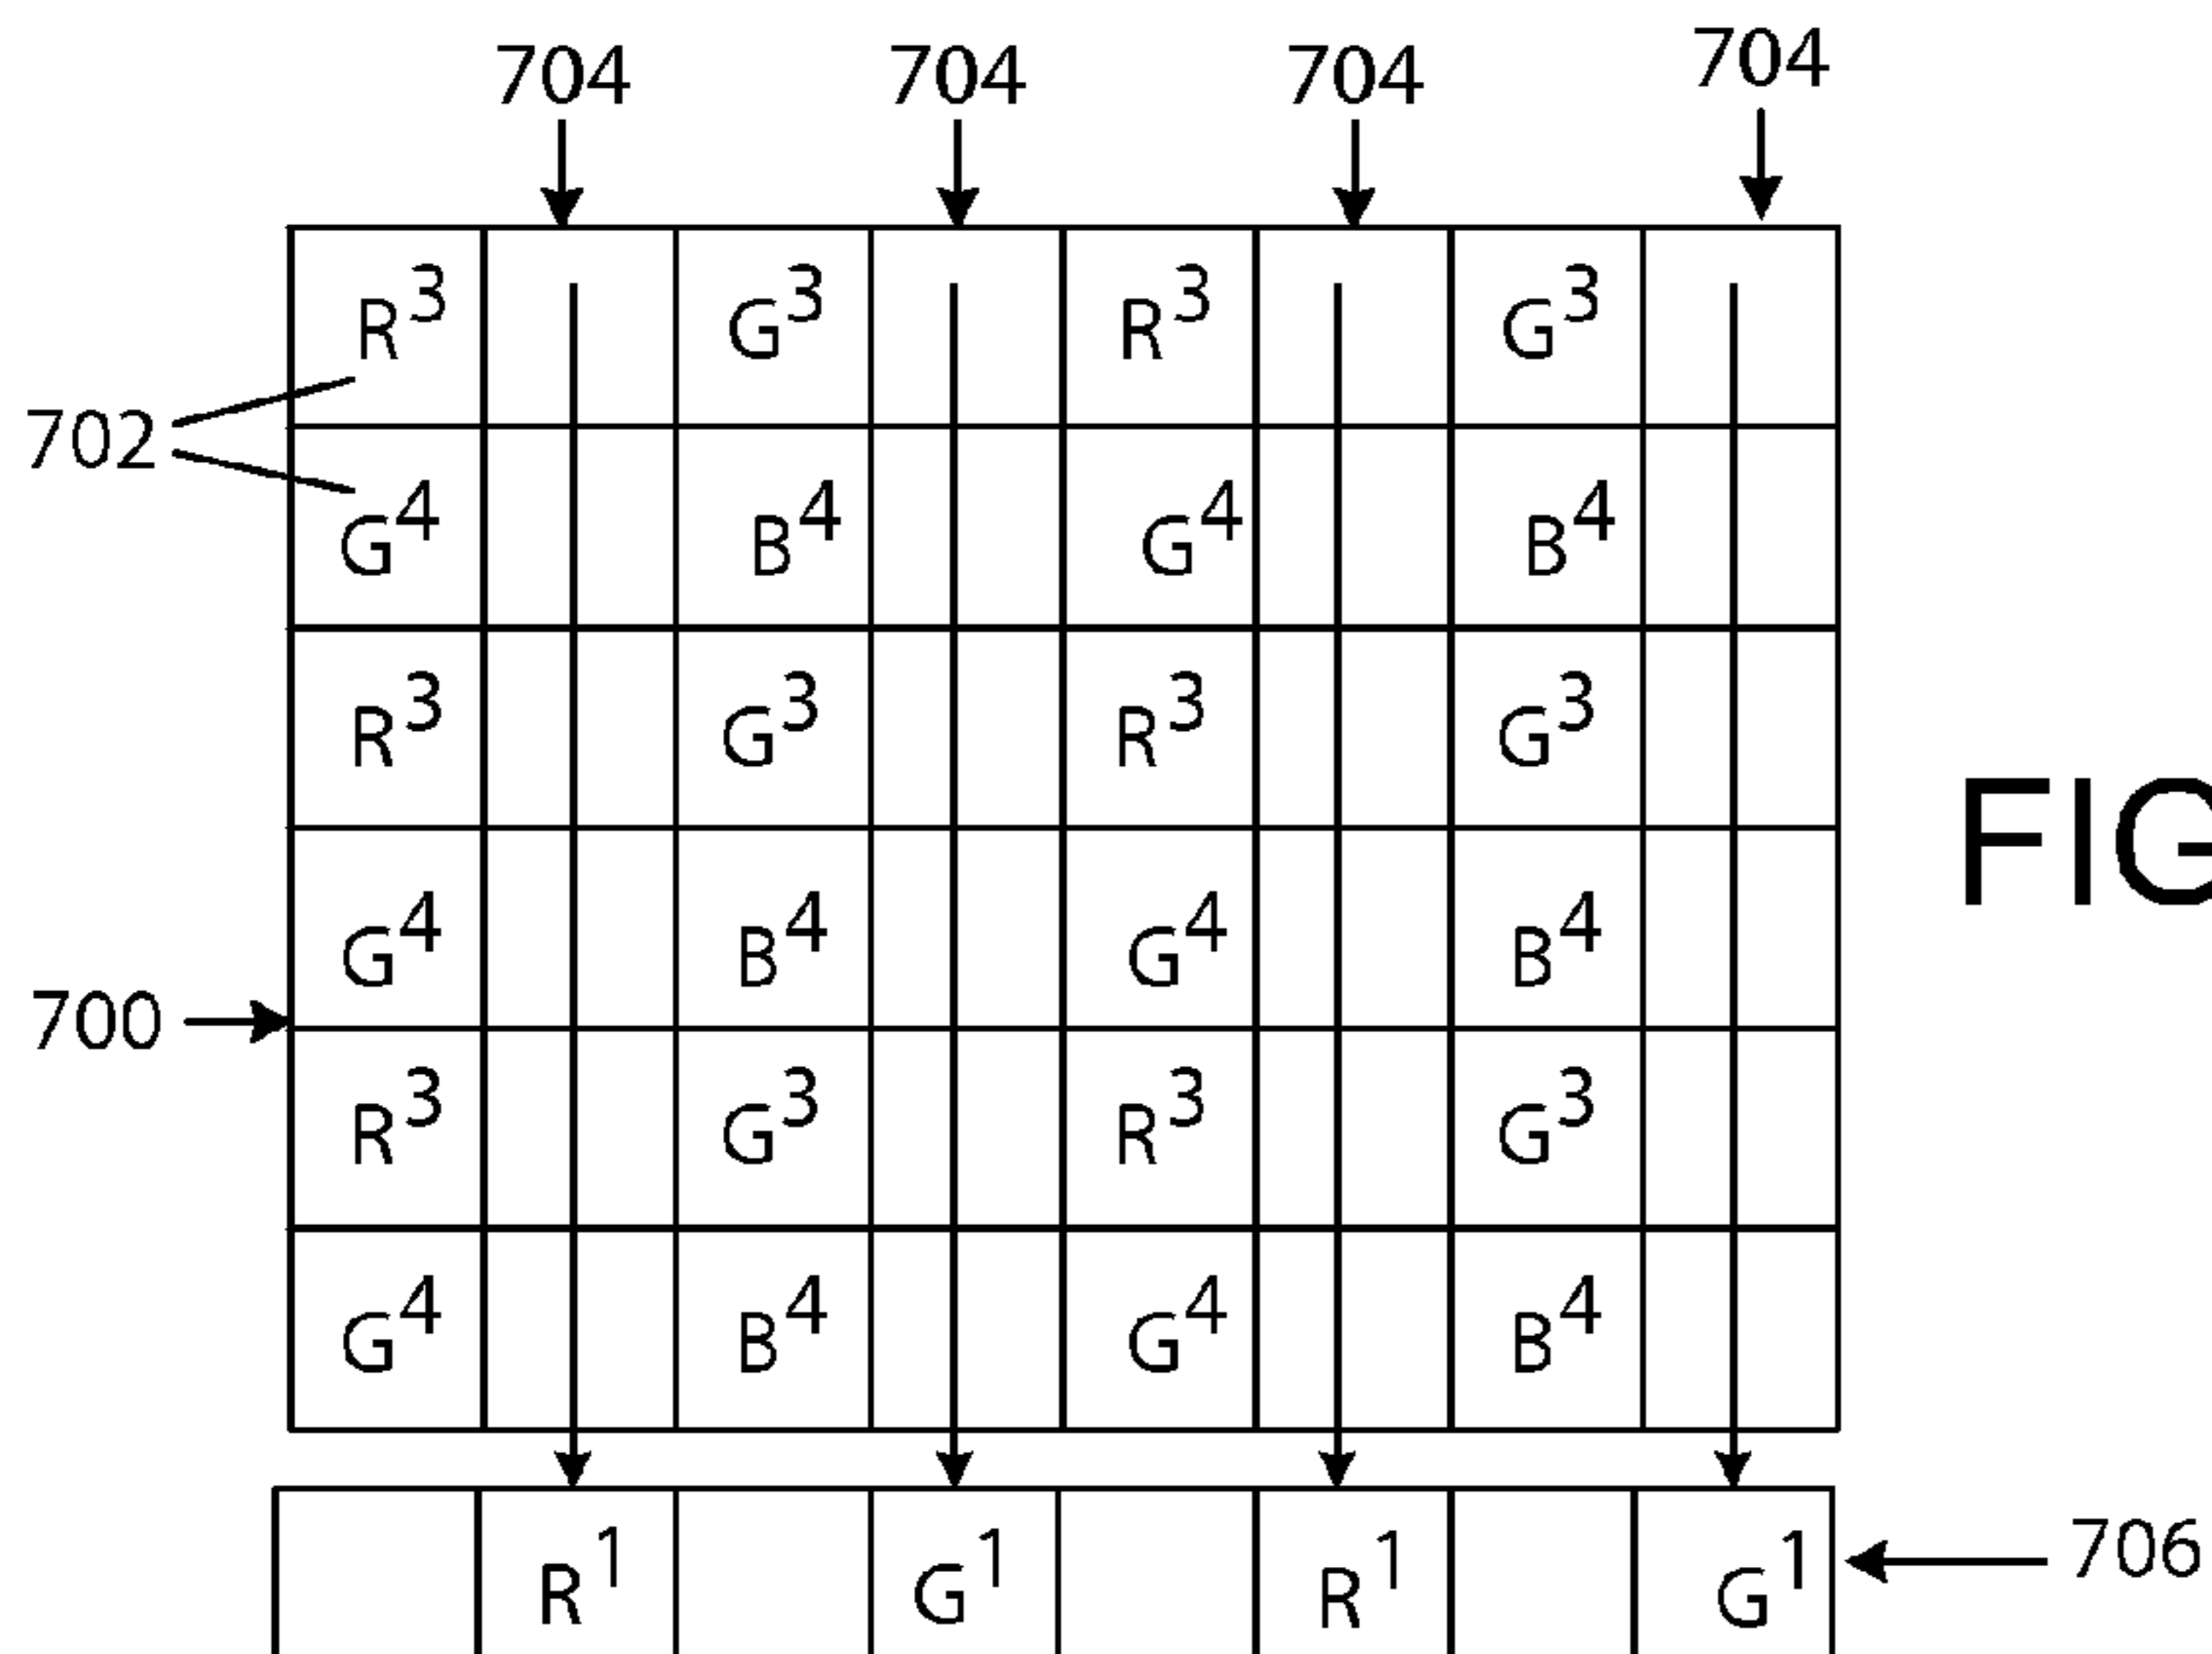 704 704 704 704
R³ G³ R³ G³
702
G⁴ B⁴ G⁴ B⁴
R³ G³ R³ G³
FIG
G⁴ B⁴ G⁴ B⁴
700
R³ G³ R³ G³
G⁴ B⁴ G⁴ B⁴
R¹ G¹ R¹ G¹
706